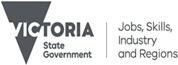 VICTORIA
State
Government
Jobs, Skills,
Industry
and Regions